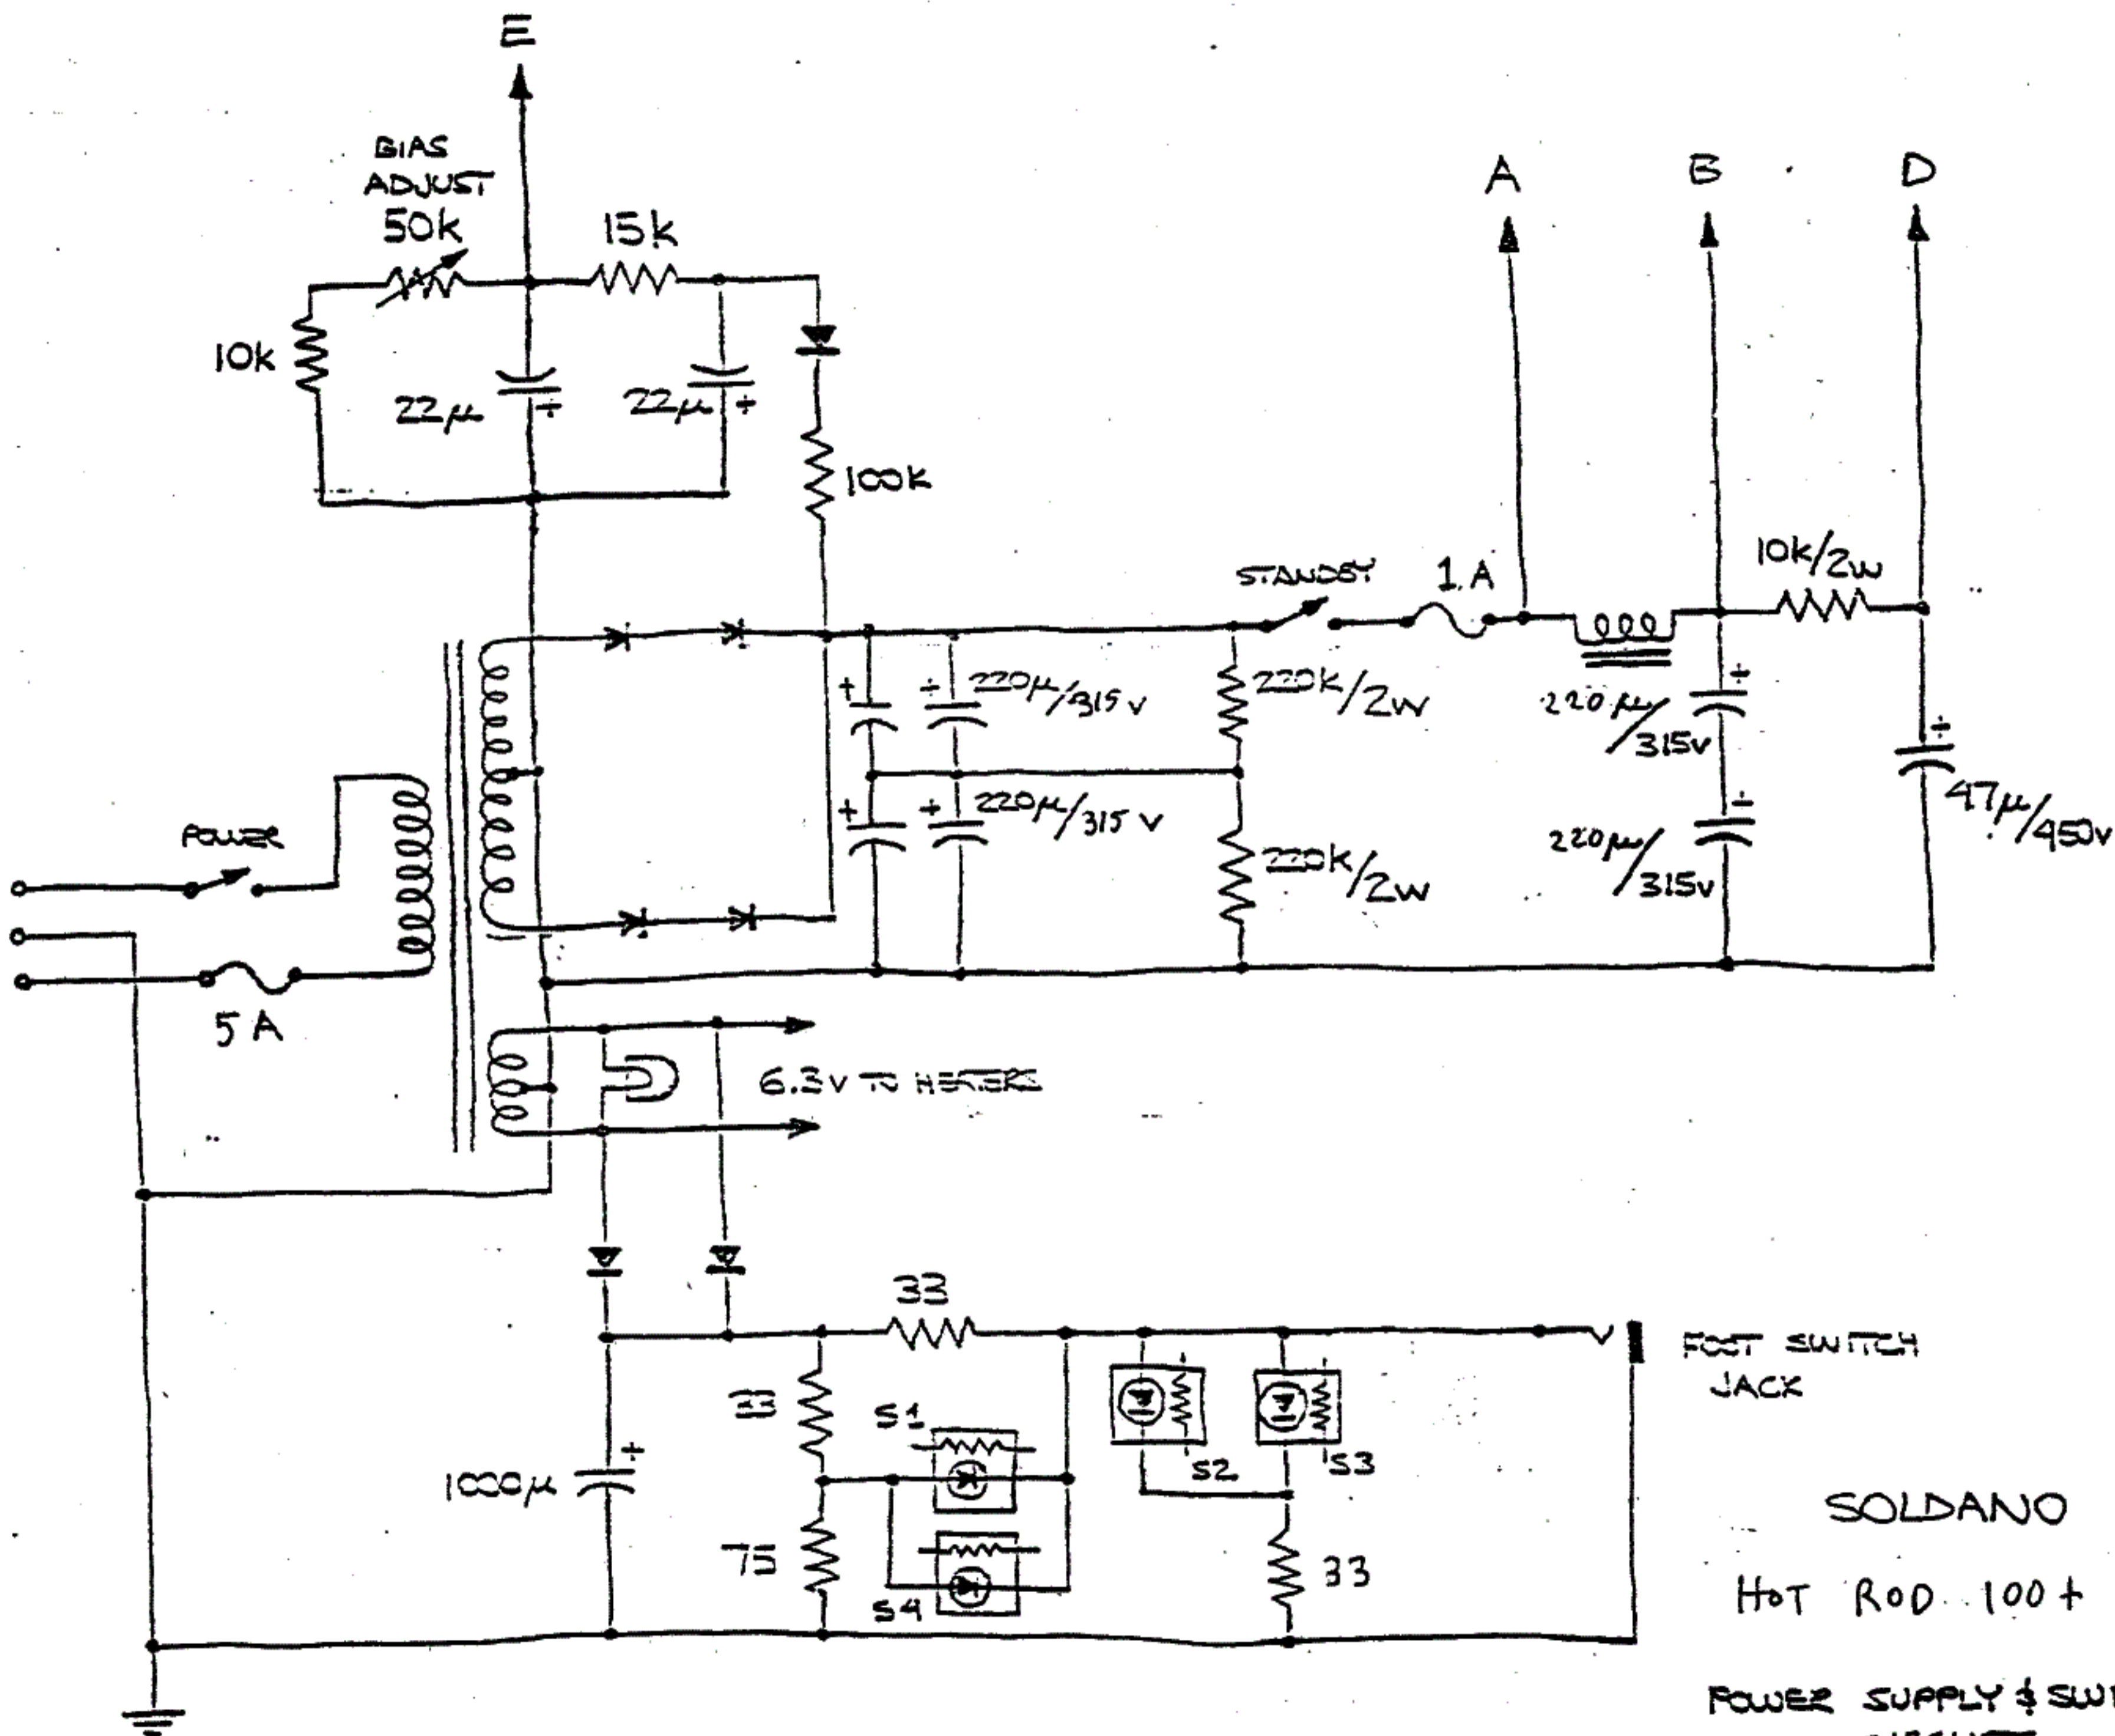 E
BIAS
ADJUST
50k
15k
10k
22µ
+
22µ
+
100k
A
B
D
STANDBY
1.A
10k/2w
+
+
220µ/315v
220k/2w
220µ/315v
+
+
+
220µ/315v
220k/2w
220µ/315v
+
+
47µ/450v
POWER
5A
6.3v TO HEATERS
33
FOOT SWITCH
JACK
33
S1
S2
S3
1000µ
+
75
S4
33
SOLDANO
HOT ROD 100+
POWER SUPPLY &